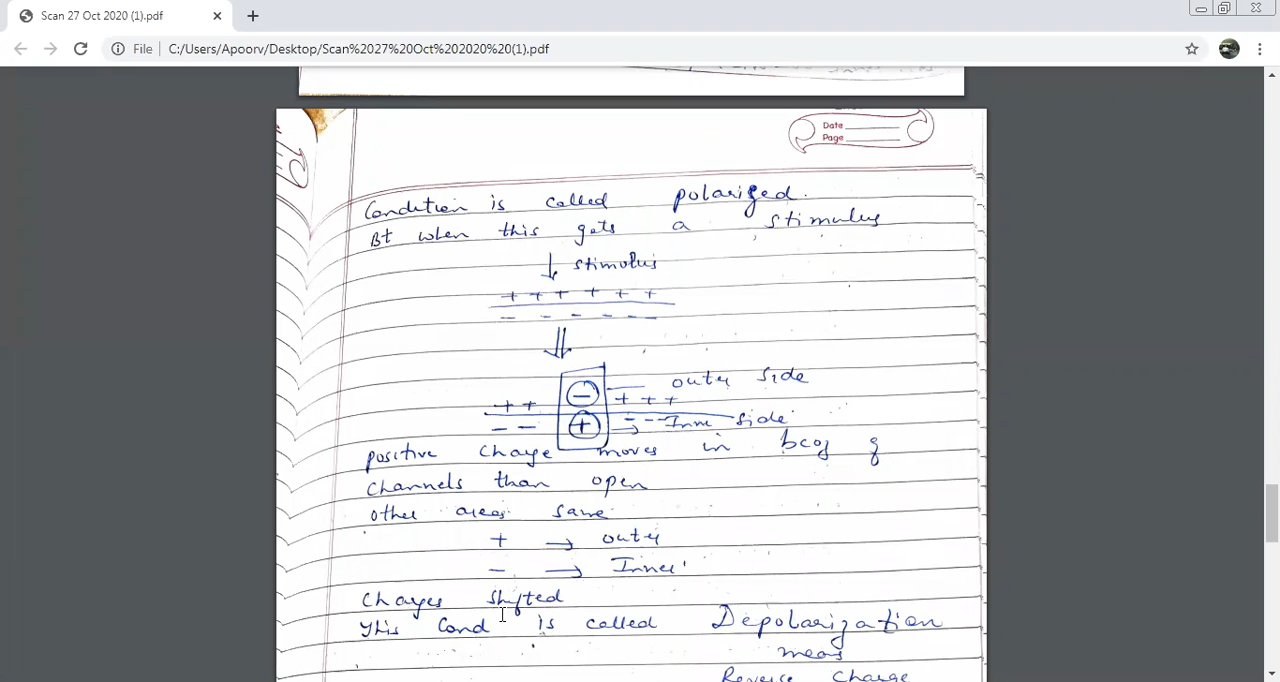 Scan 27 Oct 2020 (1).pdf
File C:/Users/Apoorv/Desktop/Scan%2027%20Oct%202020%20(1).pdf
Date
Page
Condition is called polarized.
Bt when this gets a stimulus
↓ stimulus
+ + + + + +
- - - - - -
⇓
outer side
+ + - + + +
- - + - - - → Inne side
positive charge moves in bcoz of
channels than open
other areas same
+ → outer
- → Inner
Charges shifted
This Cond is called Depolarization
means
Reverse Charge